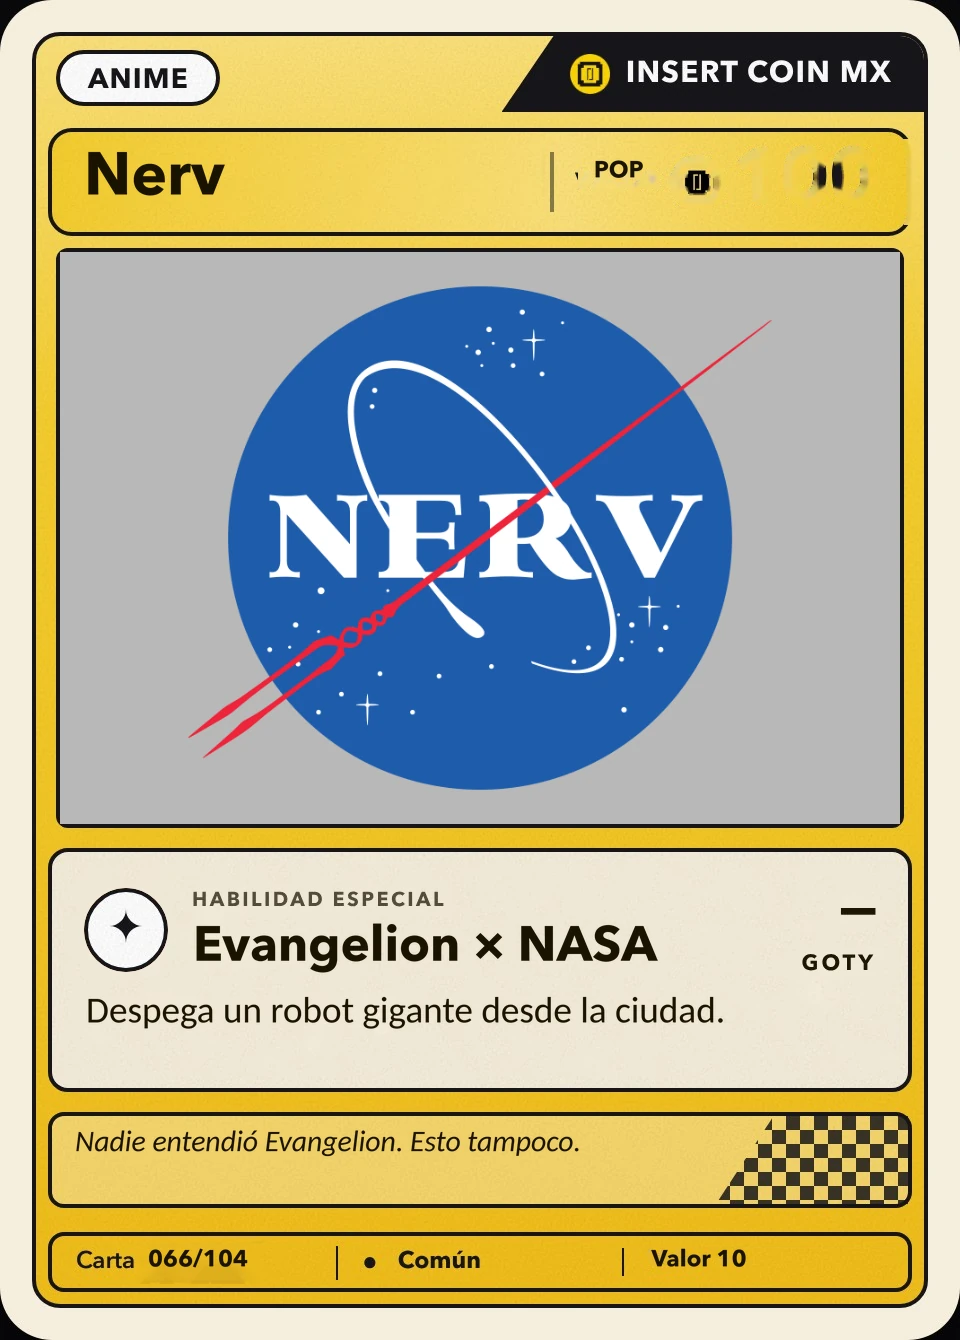 ANIME
INSERT COIN MX
Nerv
POP
NERV
HABILIDAD ESPECIAL
Evangelion × NASA
—
GOTY
Despega un robot gigante desde la ciudad.
Nadie entendió Evangelion. Esto tampoco.
Carta 066/104
• Común
Valor 10